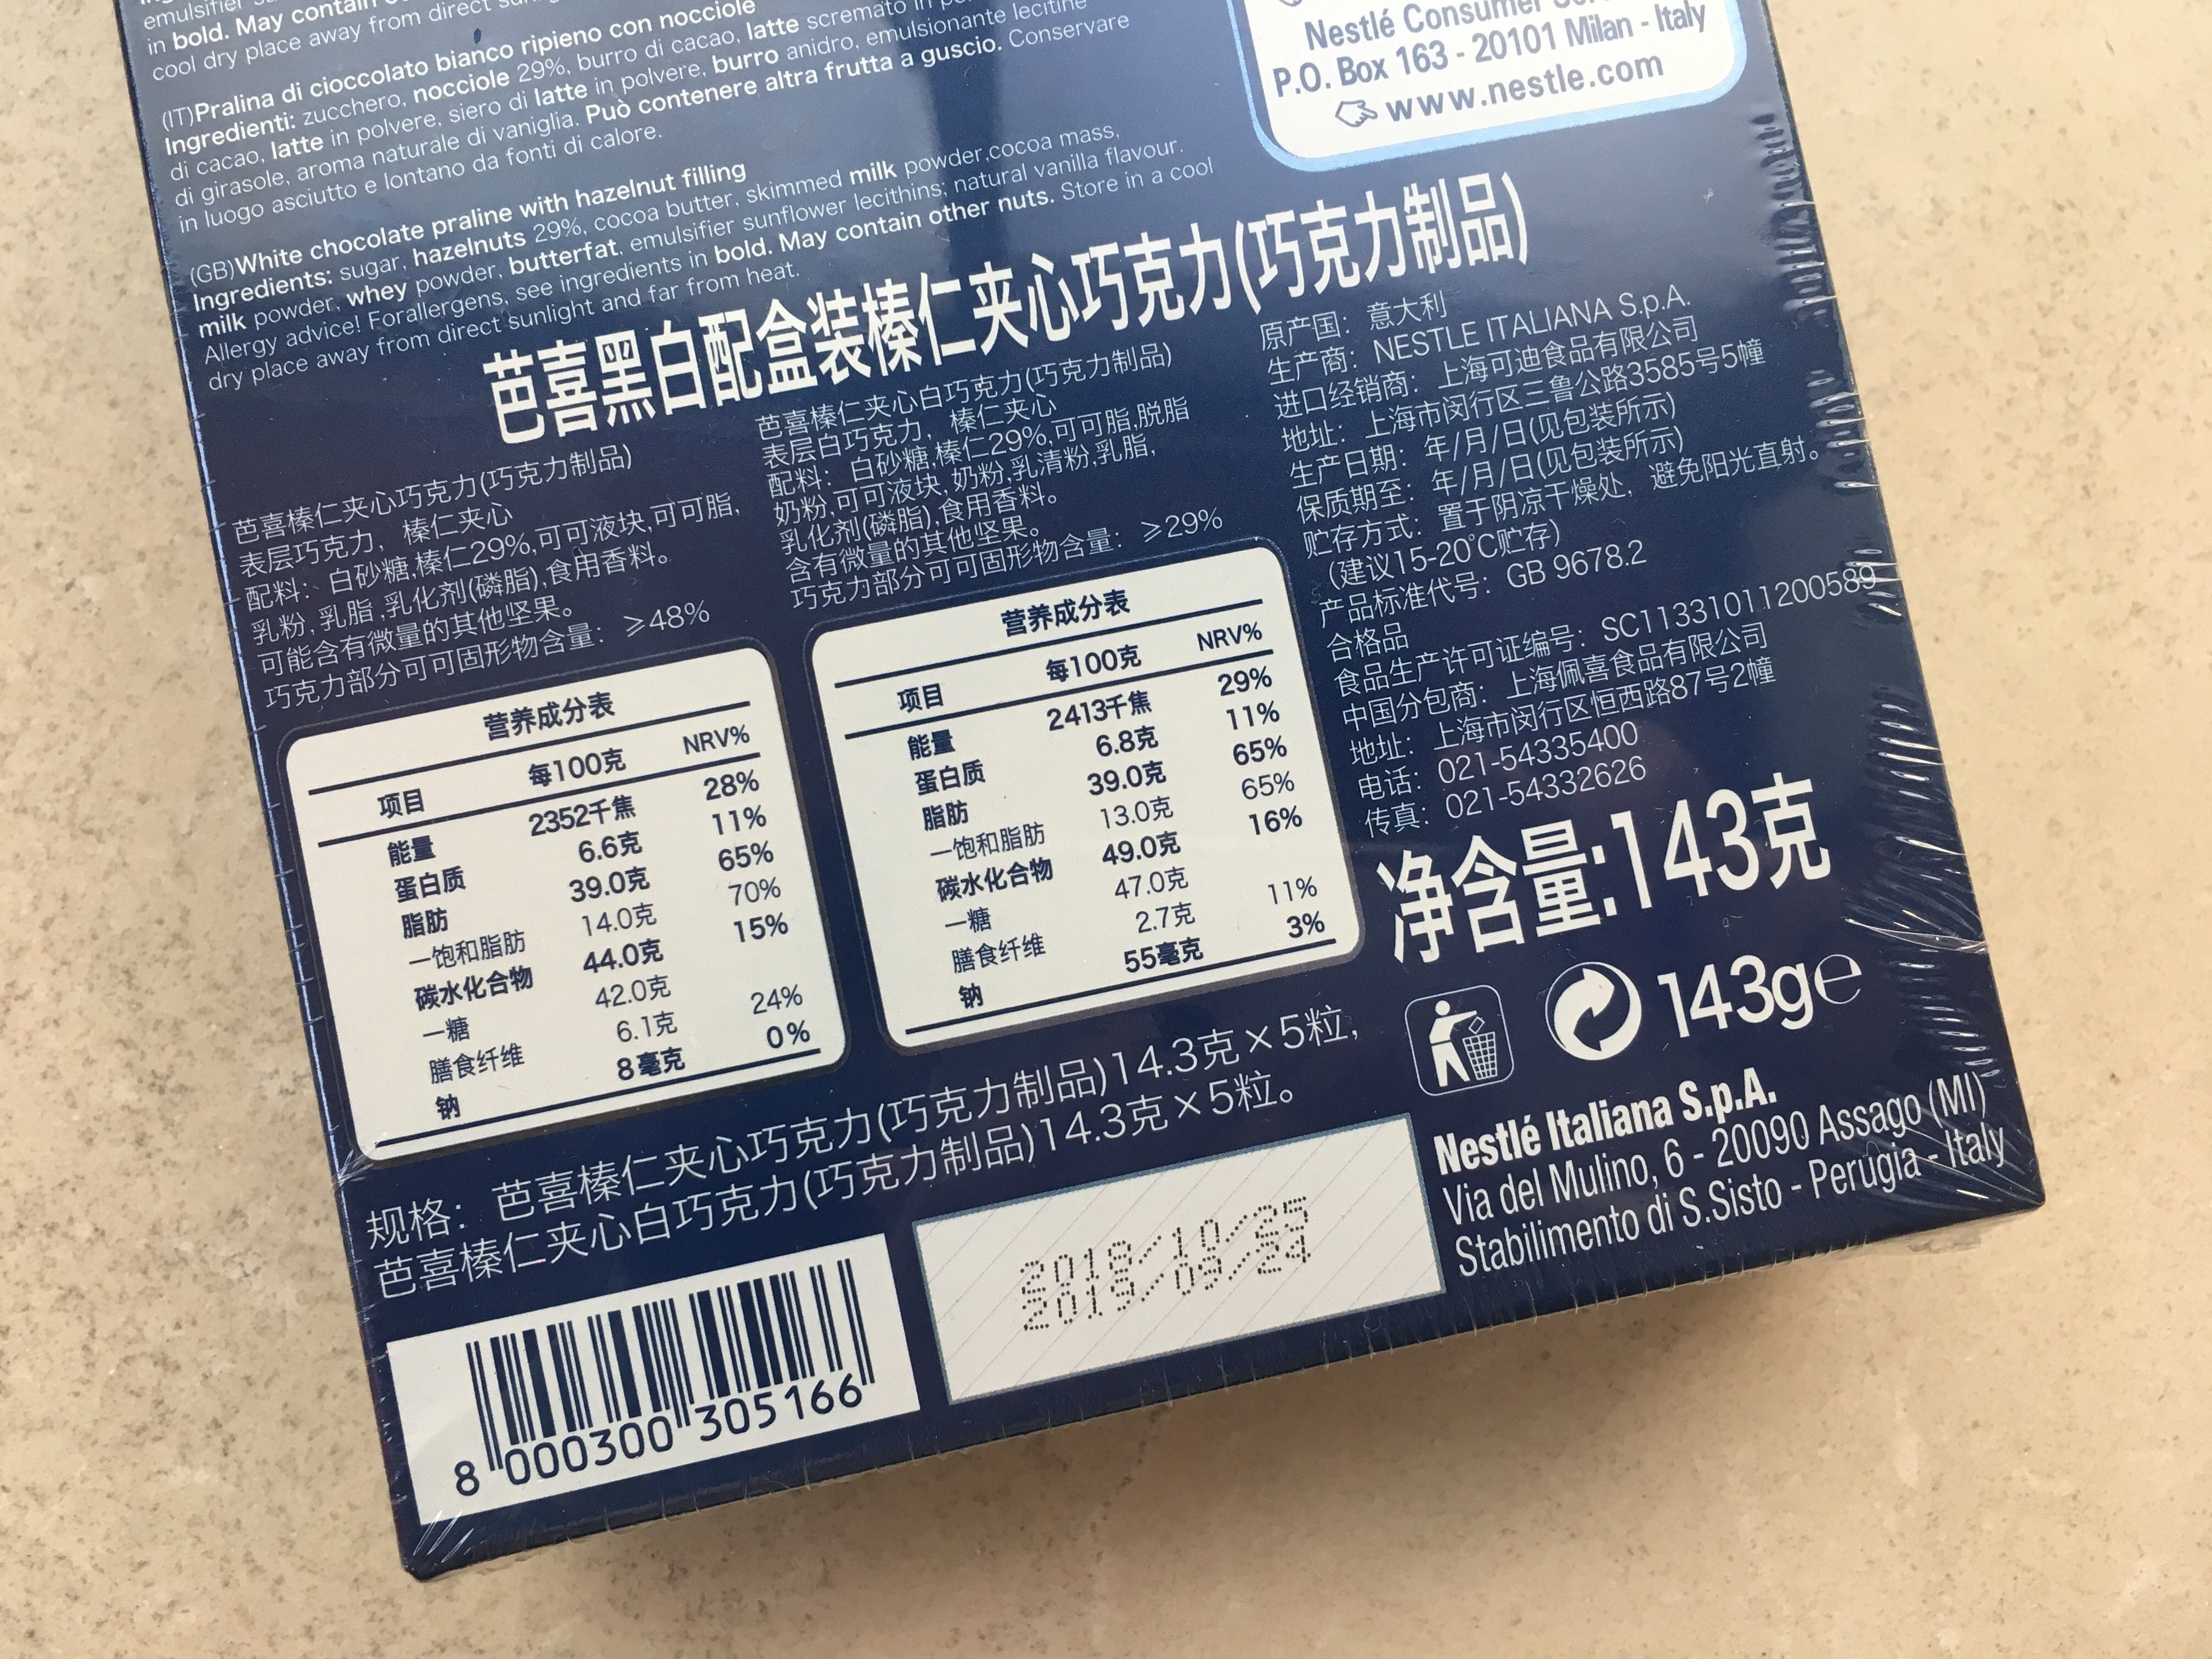 emulsifier
in bold. May contain
cool dry place away from direct
(IT)Pralina di cioccolato bianco ripieno con nocciole
Ingredienti: zucchero, nocciole 29%, burro di cacao, latte scremato in
di cacao, latte in polvere, siero di latte in polvere, burro anidro, emulsionante lecitine
di girasole, aroma naturale di vaniglia. Può contenere altra frutta a guscio. Conservare
in luogo asciutto e lontano da fonti di calore.
(GB)White chocolate praline with hazelnut filling
Ingredients: sugar, hazelnuts 29%, cocoa butter, skimmed milk powder,cocoa mass,
milk powder, whey powder, butterfat, emulsifier sunflower lecithins; natural vanilla flavour.
Allergy advice! Forallergens, see ingredients in bold. May contain other nuts. Store in a cool
dry place away from direct sunlight and far from heat.
Nestlé Consumer
P.O. Box 163 - 20101 Milan - Italy
www.nestle.com
芭喜黑白配盒装榛仁夹心巧克力(巧克力制品)
芭喜榛仁夹心巧克力(巧克力制品)
表层巧克力，榛仁夹心
配料：白砂糖,榛仁29%,可可液块,可可脂,
乳粉,乳脂,乳化剂(磷脂),食用香料。
可能含有微量的其他坚果。
巧克力部分可可固形物含量：≥48%
营养成分表
项目 每100克 NRV%
能量 2352千焦 28%
蛋白质 6.6克 11%
脂肪 39.0克 65%
—饱和脂肪 14.0克 70%
碳水化合物 44.0克 15%
—糖 42.0克
膳食纤维 6.1克 24%
钠 8毫克 0%
芭喜榛仁夹心白巧克力(巧克力制品)
表层白巧克力，榛仁夹心
配料：白砂糖,榛仁29%,可可脂,脱脂
奶粉,可可液块,奶粉,乳清粉,乳脂,
乳化剂(磷脂),食用香料。
含有微量的其他坚果。
巧克力部分可可固形物含量：≥29%
营养成分表
项目 每100克 NRV%
能量 2413千焦 29%
蛋白质 6.8克 11%
脂肪 39.0克 65%
—饱和脂肪 13.0克 65%
碳水化合物 49.0克 16%
—糖 47.0克
膳食纤维 2.7克 11%
钠 55毫克 3%
原产国：意大利
生产商：NESTLE ITALIANA S.p.A.
进口经销商：上海可迪食品有限公司
地址：上海市闵行区三鲁公路3585号5幢
生产日期：年/月/日(见包装所示)
保质期至：年/月/日(见包装所示)
贮存方式：置于阴凉干燥处，避免阳光直射。
(建议15-20℃贮存)
产品标准代号：GB 9678.2
合格品
食品生产许可证编号：SC11331011200589
中国分包商：上海佩喜食品有限公司
地址：上海市闵行区恒西路87号2幢
电话：021-54335400
传真：021-54332626
净含量:143克
143g℮
规格：芭喜榛仁夹心巧克力(巧克力制品)14.3克×5粒,
芭喜榛仁夹心白巧克力(巧克力制品)14.3克×5粒。
Nestlé Italiana S.p.A.
Via del Mulino, 6 - 20090 Assago (MI)
Stabilimento di S.Sisto - Perugia - Italy
2018/10/25
2019/09/24
8 000300 305166